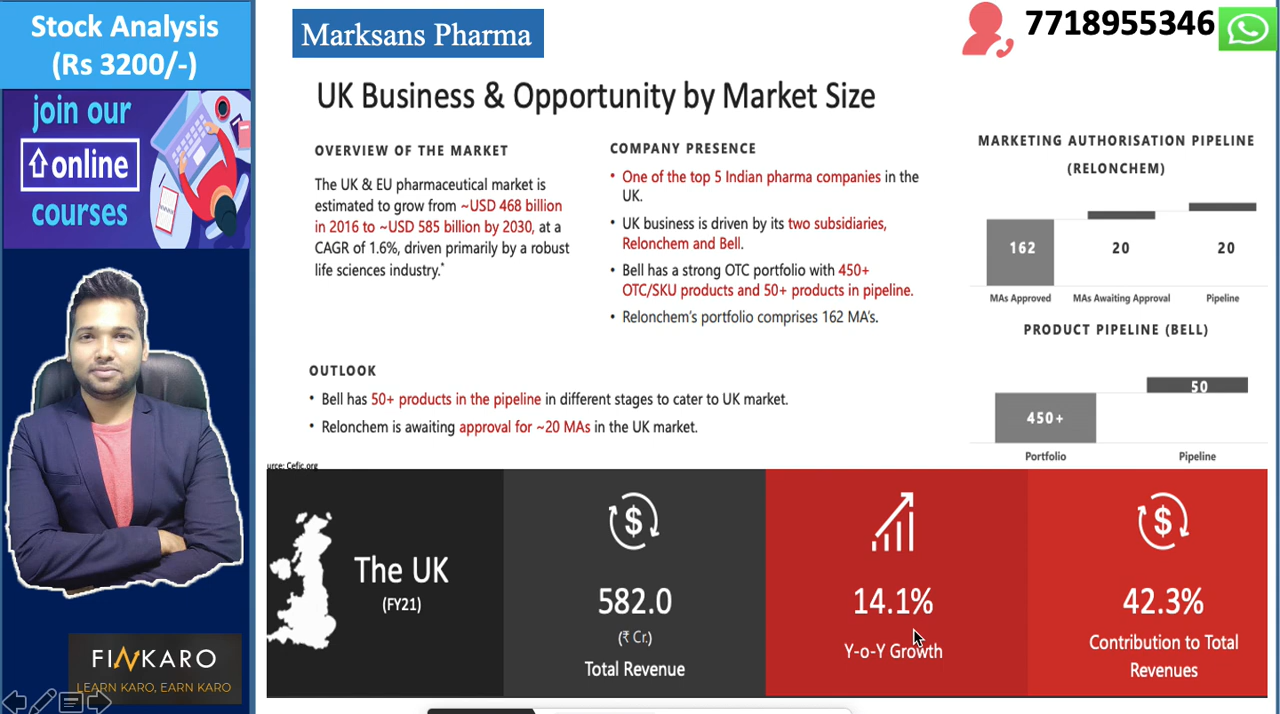 Stock Analysis
(Rs 3200/-)
join our
online
courses
FINKARO
LEARN KARO, EARN KARO
Marksans Pharma
7718955346
UK Business & Opportunity by Market Size
OVERVIEW OF THE MARKET
The UK & EU pharmaceutical market is
estimated to grow from ~USD 468 billion
in 2016 to ~USD 585 billion by 2030, at a
CAGR of 1.6%, driven primarily by a robust
life sciences industry.*
COMPANY PRESENCE
• One of the top 5 Indian pharma companies in the
UK.
• UK business is driven by its two subsidiaries,
Relonchem and Bell.
• Bell has a strong OTC portfolio with 450+
OTC/SKU products and 50+ products in pipeline.
• Relonchem's portfolio comprises 162 MA's.
OUTLOOK
• Bell has 50+ products in the pipeline in different stages to cater to UK market.
• Relonchem is awaiting approval for ~20 MAs in the UK market.
urce: Cefic.org
MARKETING AUTHORISATION PIPELINE
(RELONCHEM)
162 20 20
MAs Approved MAs Awaiting Approval Pipeline
PRODUCT PIPELINE (BELL)
50
450+
Portfolio Pipeline
The UK
(FY21)
582.0
(₹ Cr.)
Total Revenue
14.1%
Y-o-Y Growth
42.3%
Contribution to Total
Revenues